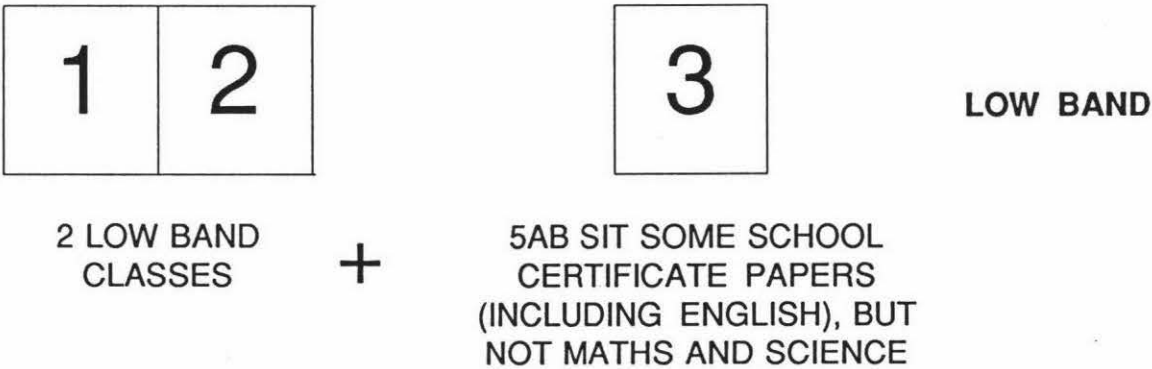 1 2 3 LOW BAND
2 LOW BAND
CLASSES
+
5AB SIT SOME SCHOOL
CERTIFICATE PAPERS
(INCLUDING ENGLISH), BUT
NOT MATHS AND SCIENCE